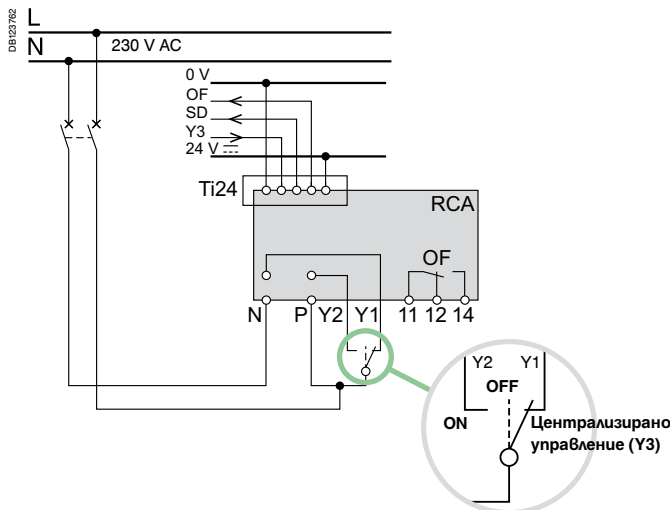 DB123762
L
N
230 V AC
0 V
OF
SD
Y3
24 V
Ti24
RCA
OF
N P Y2 Y1 11 12 14
Y2 Y1
OFF
ON
Централизирано
управление (Y3)